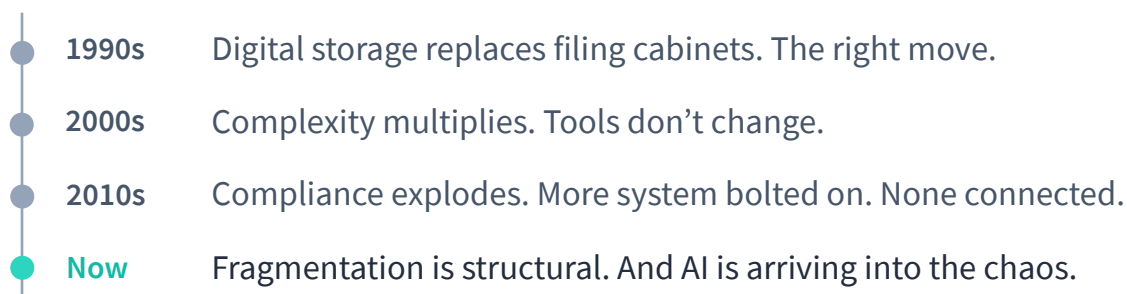 1990s Digital storage replaces filing cabinets. The right move.
2000s Complexity multiplies. Tools don’t change.
2010s Compliance explodes. More system bolted on. None connected.
Now Fragmentation is structural. And AI is arriving into the chaos.